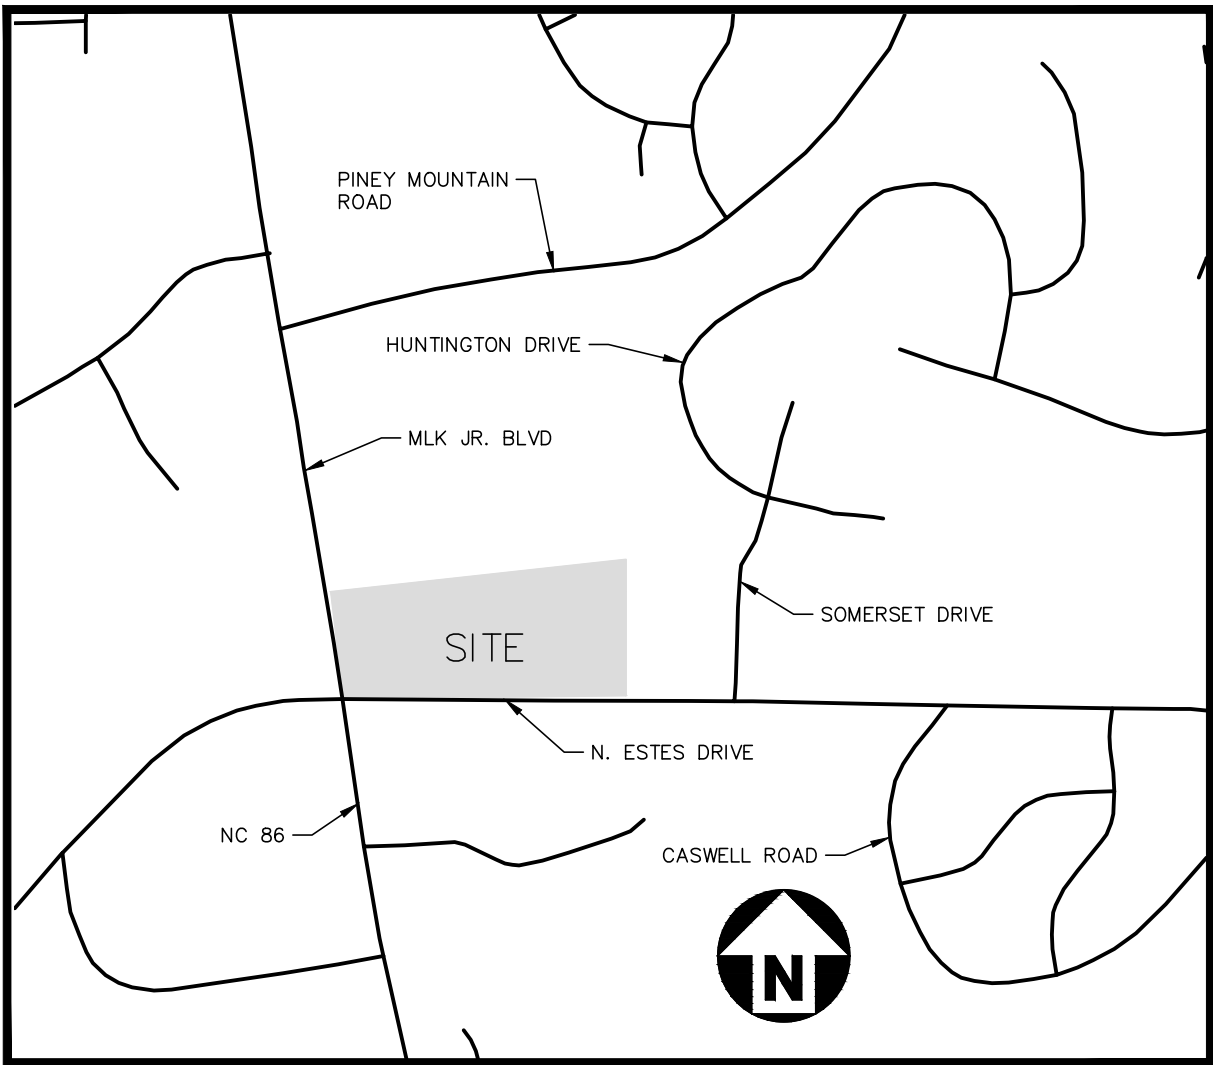 PINEY MOUNTAIN
ROAD
HUNTINGTON DRIVE
MLK JR. BLVD
SOMERSET DRIVE
SITE
N. ESTES DRIVE
NC 86
CASWELL ROAD
N